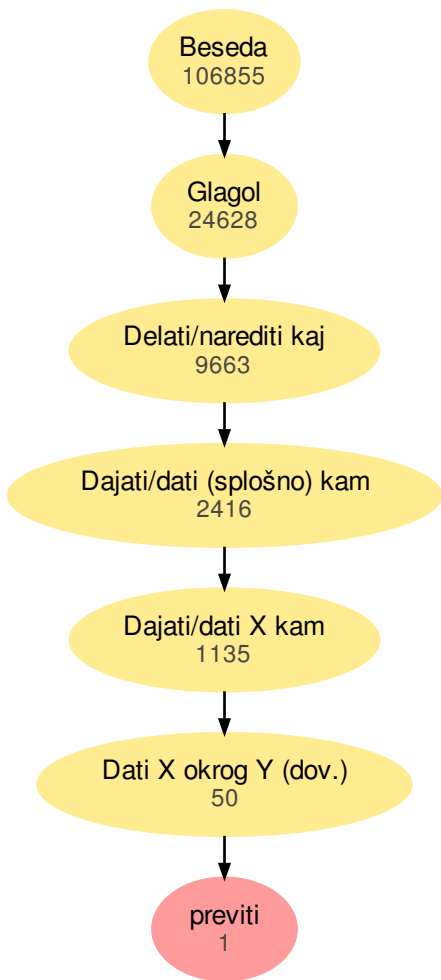 Beseda
106855
Glagol
24628
Delati/narediti kaj
9663
Dajati/dati (splošno) kam
2416
Dajati/dati X kam
1135
Dati X okrog Y (dov.)
50
previti
1